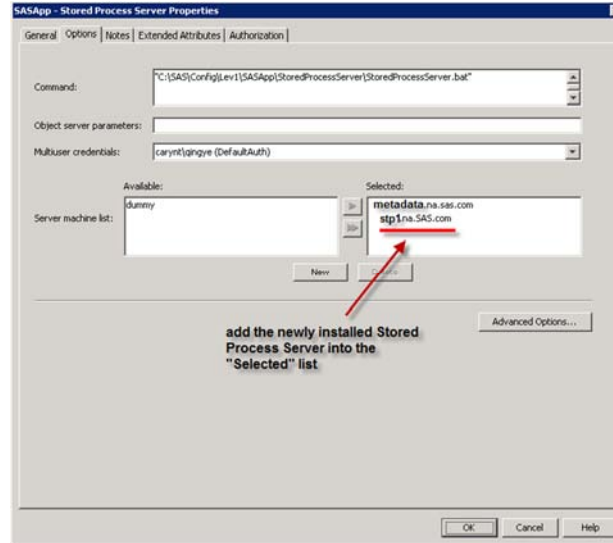 SASApp - Stored Process Server Properties
General Options Notes Extended Attributes Authorization
Command:
"C:\SAS\Config\Lev1\SASApp\StoredProcessServer\StoredProcessServer.bat"
Object server parameters:
Multiuser credentials:
carynt\qingye (DefaultAuth)
Available:
Selected:
Server machine list:
dummy
metadata.na.sas.com
stp1.na.SAS.com
New
add the newly installed Stored
Process Server into the
"Selected" list
Advanced Options...
OK Cancel Help